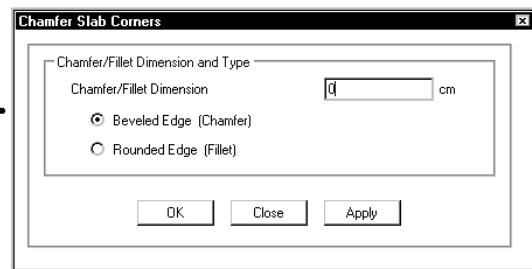 Chamfer Slab Corners
Chamfer/Fillet Dimension and Type
Chamfer/Fillet Dimension 0 cm
Beveled Edge (Chamfer)
Rounded Edge (Fillet)
OK Close Apply